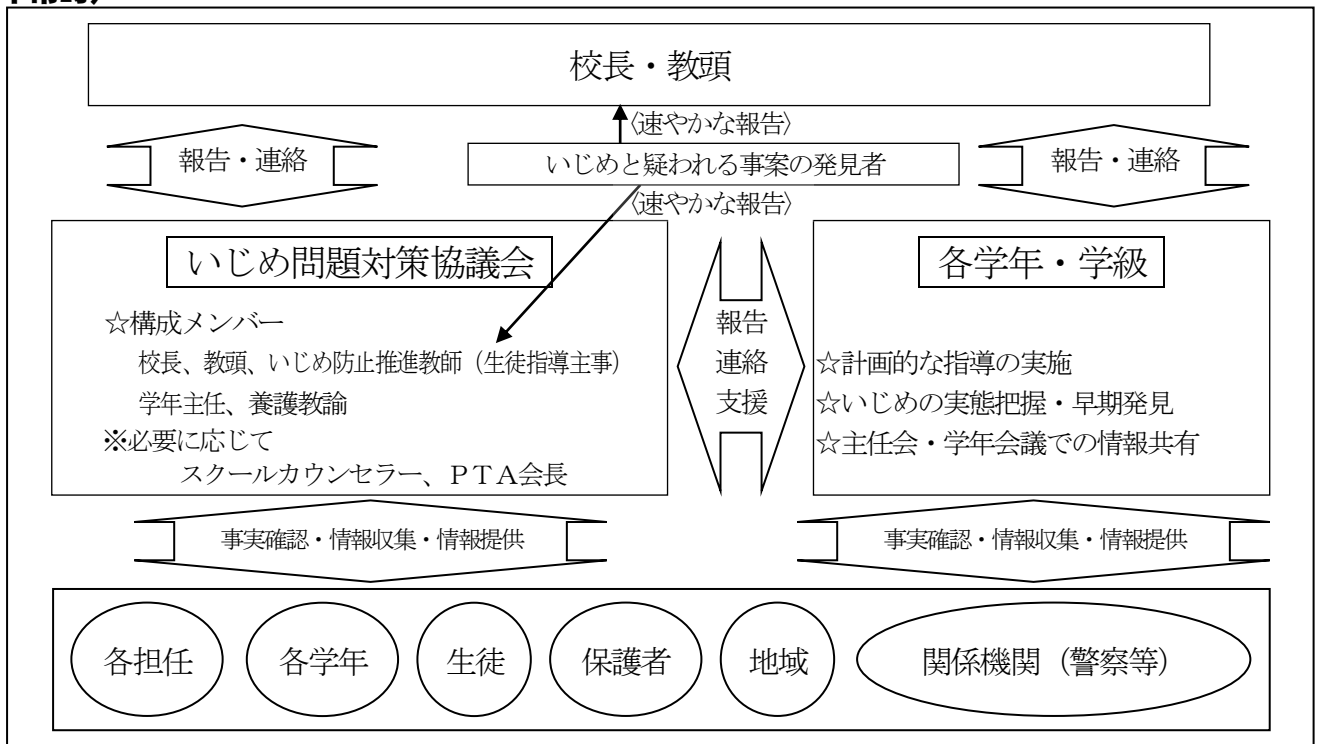 校長・教頭
〈速やかな報告〉
報告・連絡
いじめと疑われる事案の発見者
報告・連絡
〈速やかな報告〉
いじめ問題対策協議会
☆構成メンバー
校長、教頭、いじめ防止推進教師（生徒指導主事）
学年主任、養護教諭
※必要に応じて
スクールカウンセラー、ＰＴＡ会長
報告
連絡
支援
各学年・学級
☆計画的な指導の実施
☆いじめの実態把握・早期発見
☆主任会・学年会議での情報共有
事実確認・情報収集・情報提供
事実確認・情報収集・情報提供
各担任
各学年
生徒
保護者
地域
関係機関（警察等）